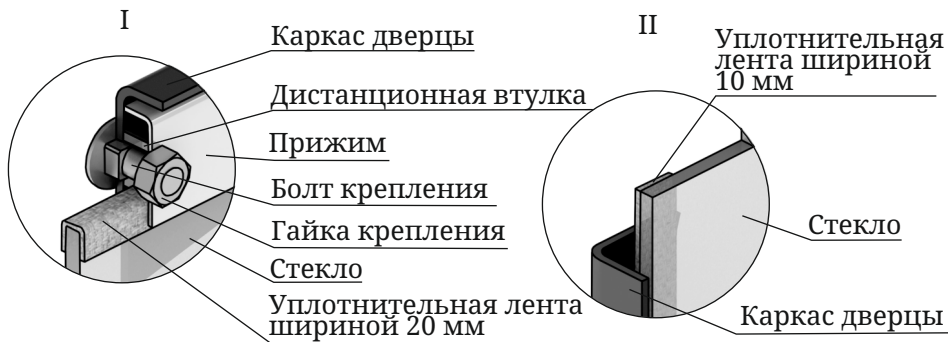 I
Каркас дверцы
Дистанционная втулка
Прижим
Болт крепления
Гайка крепления
Стекло
Уплотнительная лента
шириной 20 мм
II
Уплотнительная
лента шириной
10 мм
Стекло
Каркас дверцы